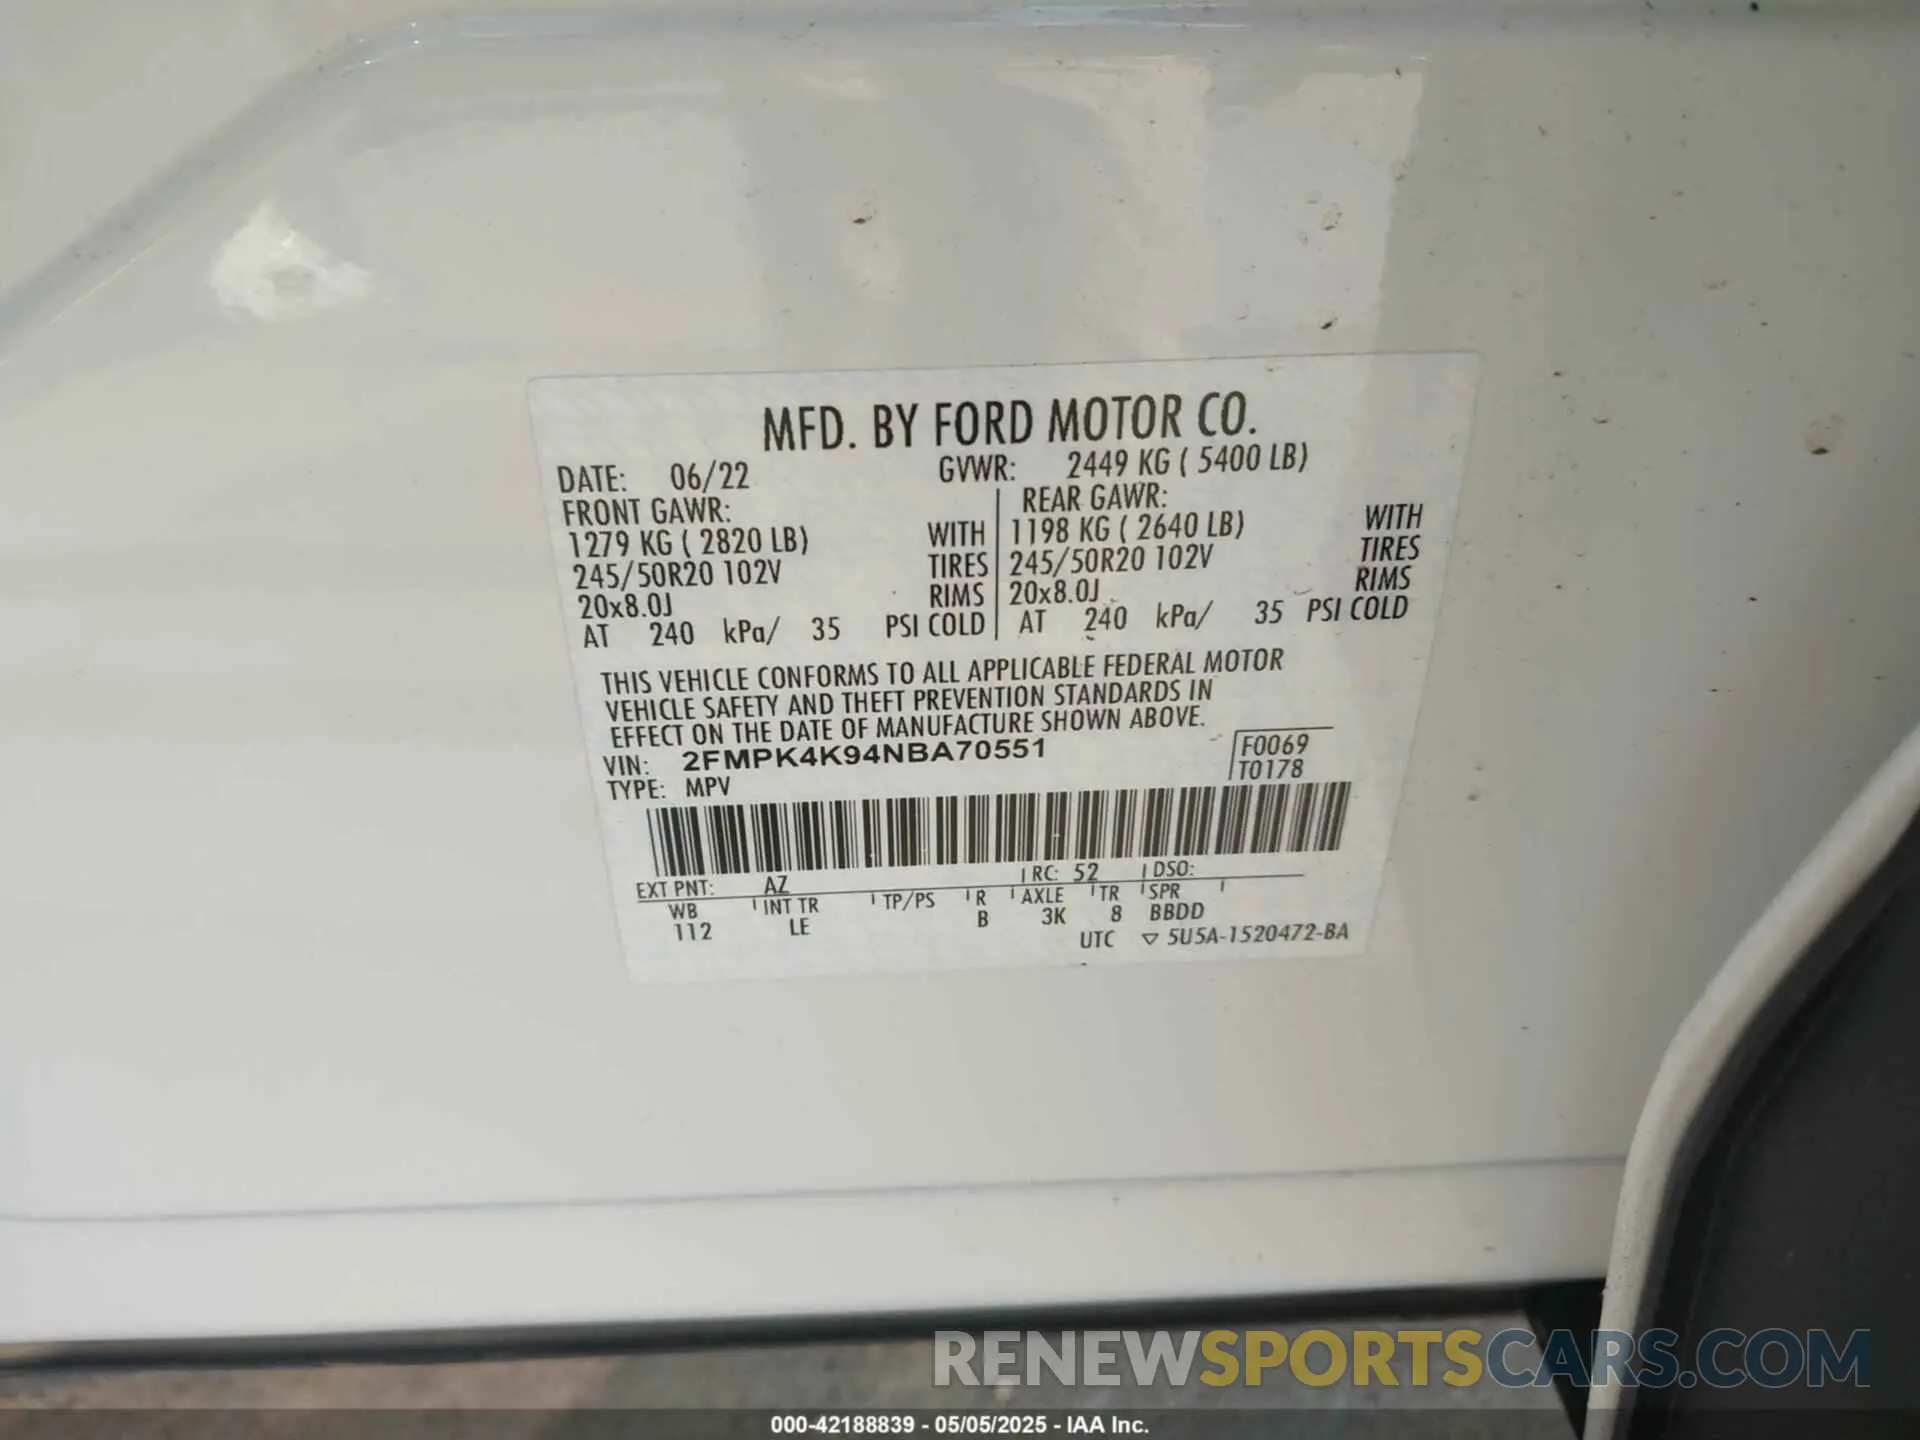 MFD. BY FORD MOTOR CO.
DATE: 06/22 GVWR: 2449 KG ( 5400 LB)
FRONT GAWR: REAR GAWR:
1279 KG ( 2820 LB) WITH 1198 KG ( 2640 LB) WITH
245/50R20 102V TIRES 245/50R20 102V TIRES
20x8.0J RIMS 20x8.0J RIMS
AT 240 kPa/ 35 PSI COLD AT 240 kPa/ 35 PSI COLD
THIS VEHICLE CONFORMS TO ALL APPLICABLE FEDERAL MOTOR
VEHICLE SAFETY AND THEFT PREVENTION STANDARDS IN
EFFECT ON THE DATE OF MANUFACTURE SHOWN ABOVE.
VIN: 2FMPK4K94NBA70551 F0069
TYPE: MPV T0178
EXT PNT: AZ RC: 52 DSO:
WB INT TR TP/PS R AXLE TR SPR
112 LE B 3K 8 BBDD
UTC ▽ 5U5A-1520472-BA
RENEWSPORTSCARS.COM
000-42188839 - 05/05/2025 - IAA Inc.